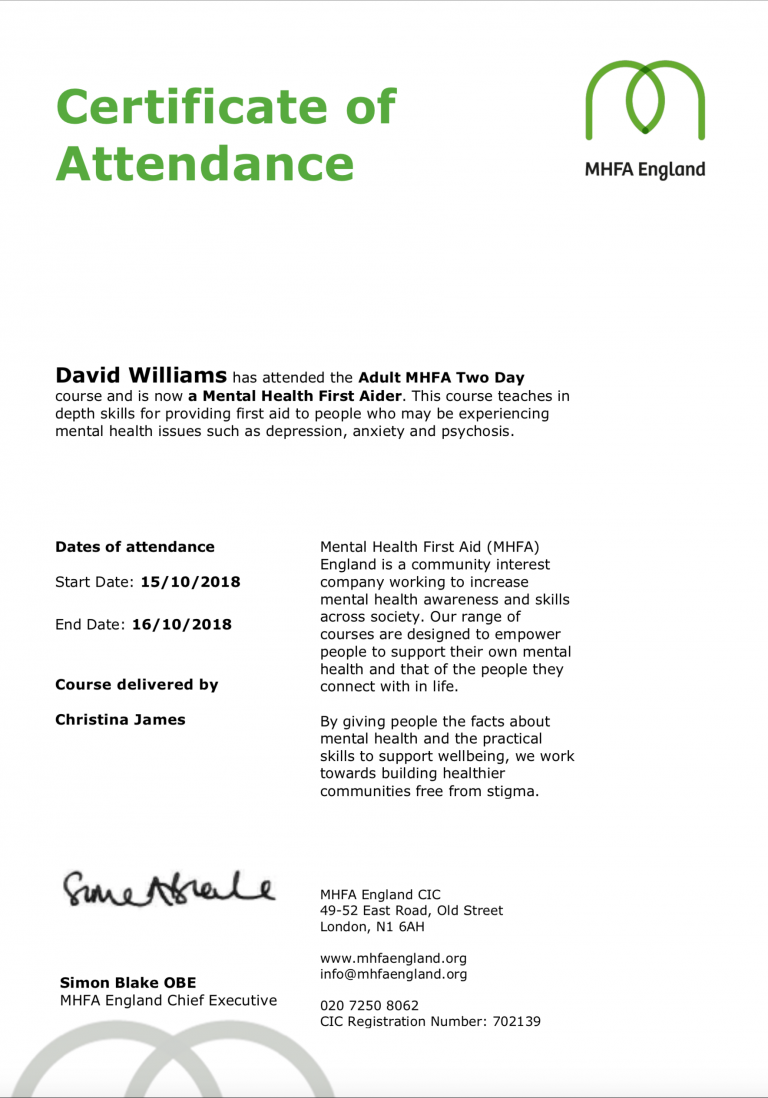 Certificate of
Attendance
MHFA England
David Williams has attended the Adult MHFA Two Day
course and is now a Mental Health First Aider. This course teaches in
depth skills for providing first aid to people who may be experiencing
mental health issues such as depression, anxiety and psychosis.
Dates of attendance
Start Date: 15/10/2018
End Date: 16/10/2018
Course delivered by
Christina James
Mental Health First Aid (MHFA)
England is a community interest
company working to increase
mental health awareness and skills
across society. Our range of
courses are designed to empower
people to support their own mental
health and that of the people they
connect with in life.
By giving people the facts about
mental health and the practical
skills to support wellbeing, we work
towards building healthier
communities free from stigma.
Simon Blake OBE
MHFA England Chief Executive
MHFA England CIC
49-52 East Road, Old Street
London, N1 6AH
www.mhfaengland.org
info@mhfaengland.org
020 7250 8062
CIC Registration Number: 702139